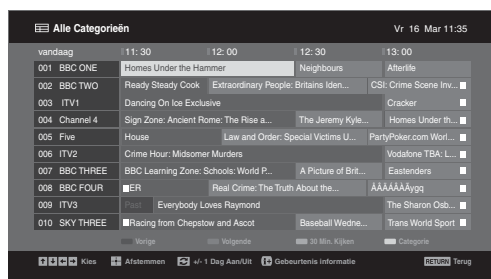 Alle Categorieën Vr 16 Mar 11:35
vandaag 11: 30 12: 00 12: 30 13: 00
001 BBC ONE Homes Under the Hammer Neighbours Afterlife
002 BBC TWO Ready Steady Cook Extraordinary People: Britains Iden... CSI: Crime Scene Inv...
003 ITV1 Dancing On Ice Exclusive Cracker
004 Channel 4 Sign Zone: Ancient Rome: The Rise a... The Jeremy Kyle... Homes Under th...
005 Five House Law and Order: Special Victims U... PartyPoker.com Worl...
006 ITV2 Crime Hour: Midsomer Murders Vodafone TBA: L...
007 BBC THREE BBC Learning Zone: Schools: World P... A Picture of Brit... Eastenders
008 BBC FOUR ER Real Crime: The Truth About the... ÂÃÄÁÀÅÃygq
009 ITV3 Past Everybody Loves Raymond The Sharon Osb...
010 SKY THREE Racing from Chepstow and Ascot Baseball Wedne... Trans World Sport
Vorige Volgende 30 Min. Kijken Categorie
Kies Afstemmen +/- 1 Dag Aan/Uit i+ Gebeurtenis informatie RETURN Terug